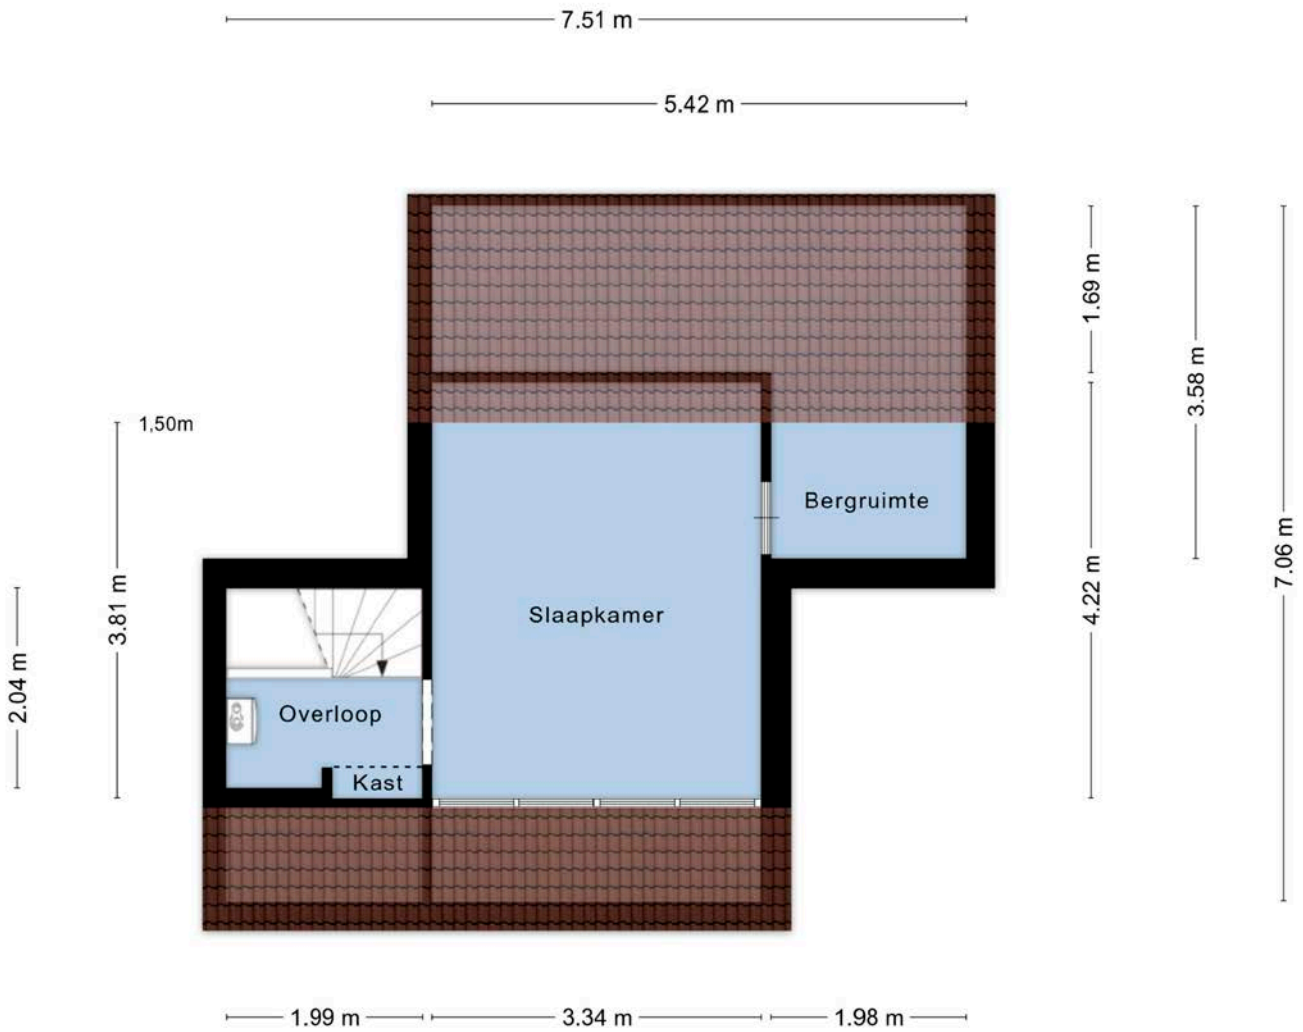 7.51 m
5.42 m
1.69 m
3.58 m
1,50m
Bergruimte
7.06 m
4.22 m
3.81 m
Slaapkamer
2.04 m
Overloop
Kast
1.99 m
3.34 m
1.98 m